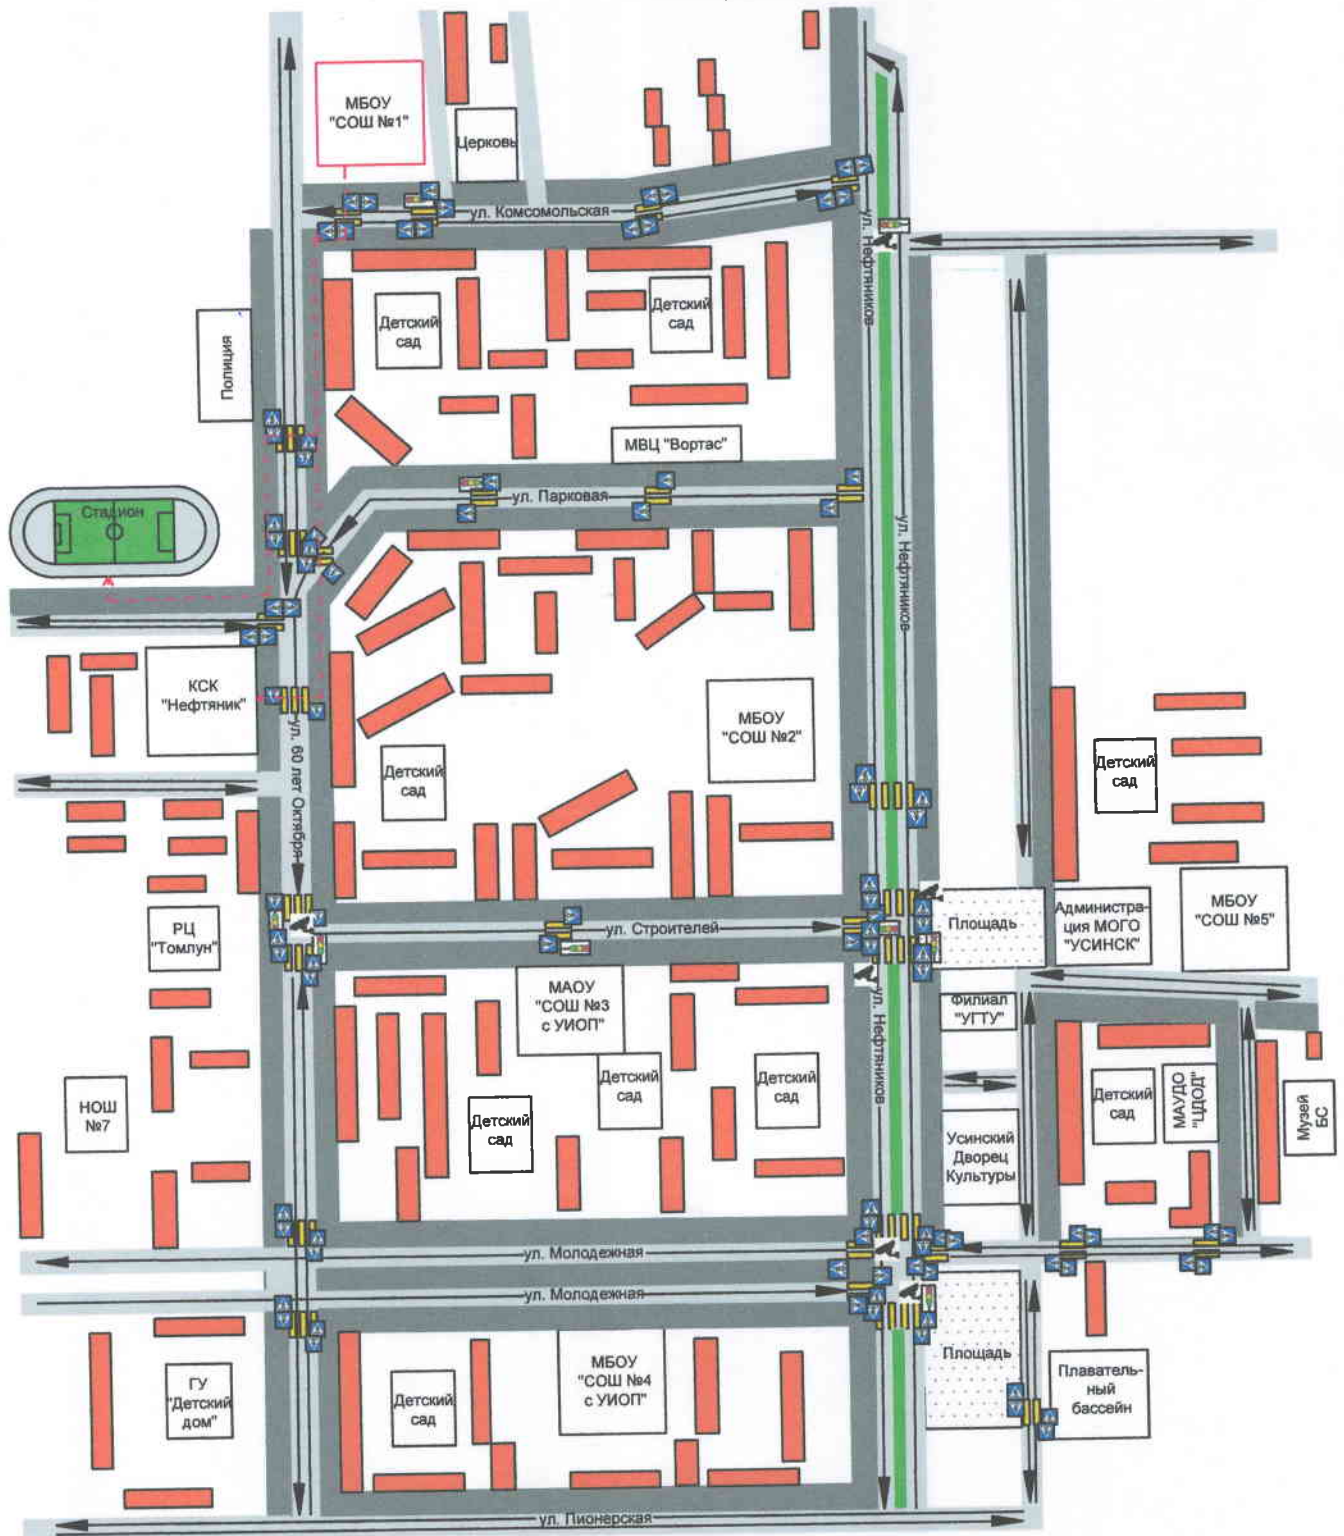 МБОУ
"СОШ №1"
Церковь
ул. Комсомольская
ул. Нефтяников
Детский
сад
Детский
сад
Полиция
МВЦ "Вортас"
ул. Парковая
Стадион
ул. Нефтяников
КСК
"Нефтяник"
МБОУ
"СОШ №2"
ул. 60 лет Октября
Детский
сад
Детский
сад
РЦ
"Томлун"
ул. Строителей
Площадь
Администра-
ция МОГО
"УСИНСК"
МБОУ
"СОШ №5"
МАОУ
"СОШ №3
с УИОП"
ул. Нефтяников
Филиал
"УГТУ"
НОШ
№7
Детский
сад
Детский
сад
Детский
сад
Детский
сад
МАУДО
"ЦДОД"
Музей
БС
Усинский
Дворец
Культуры
ул. Молодежная
ул. Молодежная
Площадь
ГУ
"Детский
дом"
Детский
сад
МБОУ
"СОШ №4
с УИОП"
Плаватель-
ный
бассейн
ул. Пионерская